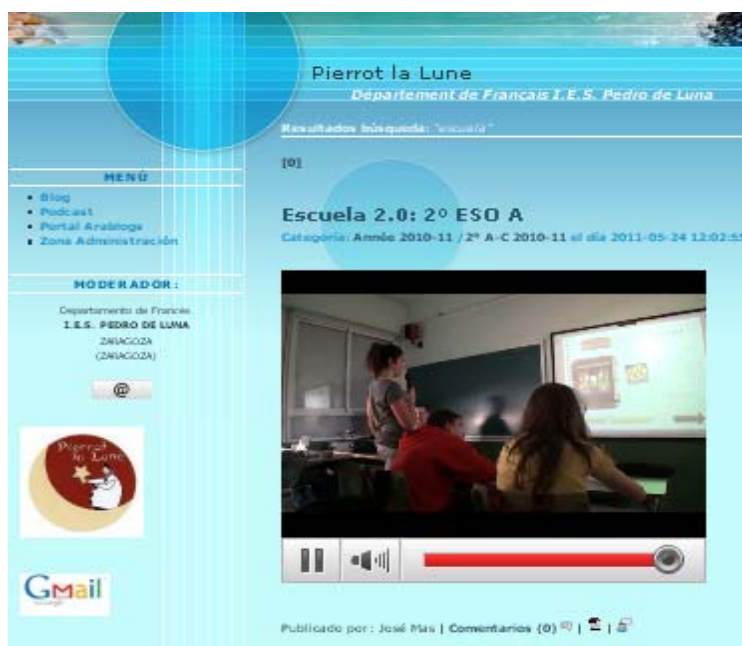 Pierrot la Lune
Département de Français I.E.S. Pedro de Luna
Resultados búsqueda: "escuela"
[0]
MENÚ
Blog
Podcast
Portal Arablogs
Zona Administración
MODERADOR:
Departamento de Frances
I.E.S. PEDRO DE LUNA
ZARAGOZA
(ZARAGOZA)
@
Pierrot
la Lune
Gmail
Escuela 2.0: 2º ESO A
Categoría: Année 2010-11 / 2º A-C 2010-11 el día 2011-05-24 12:02:55
Publicado por: José Mas | Comentarios (0) | |